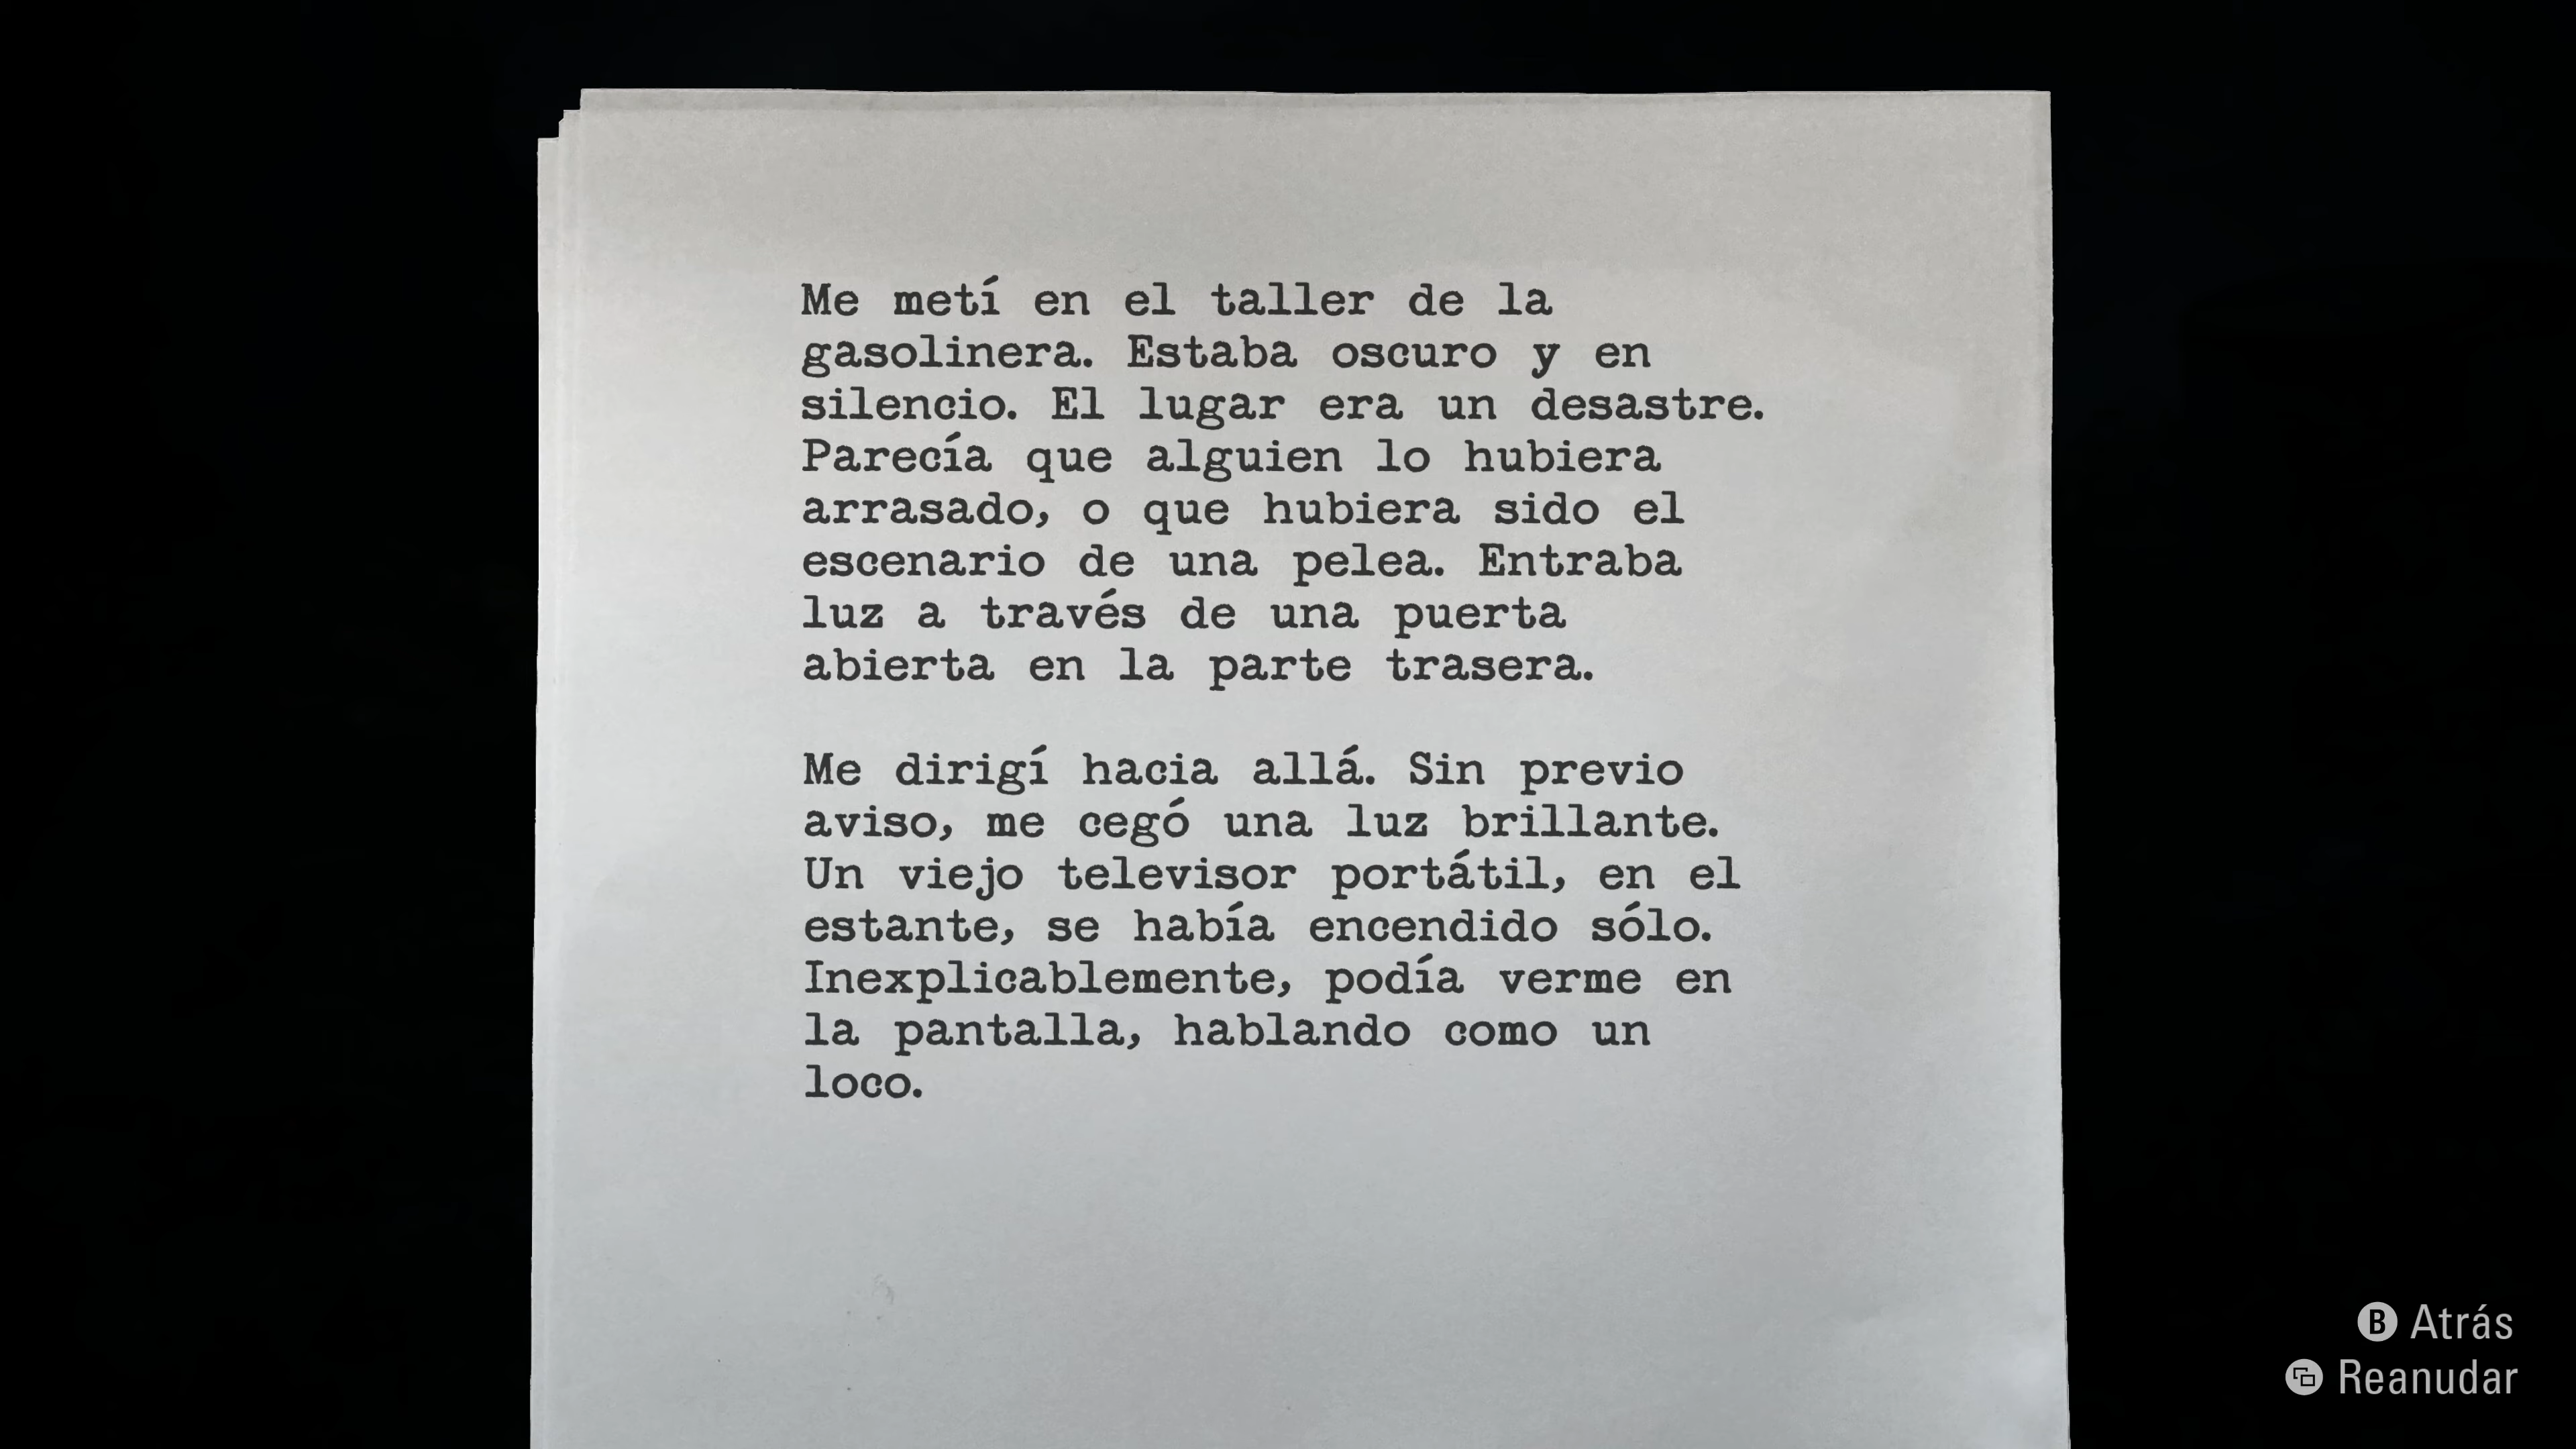 Me metí en el taller de la
gasolinera. Estaba oscuro y en
silencio. El lugar era un desastre.
Parecía que alguien lo hubiera
arrasado, o que hubiera sido el
escenario de una pelea. Entraba
luz a través de una puerta
abierta en la parte trasera.
Me dirigí hacia allá. Sin previo
aviso, me cegó una luz brillante.
Un viejo televisor portátil, en el
estante, se había encendido sólo.
Inexplicablemente, podía verme en
la pantalla, hablando como un
loco.
B Atrás
Reanudar